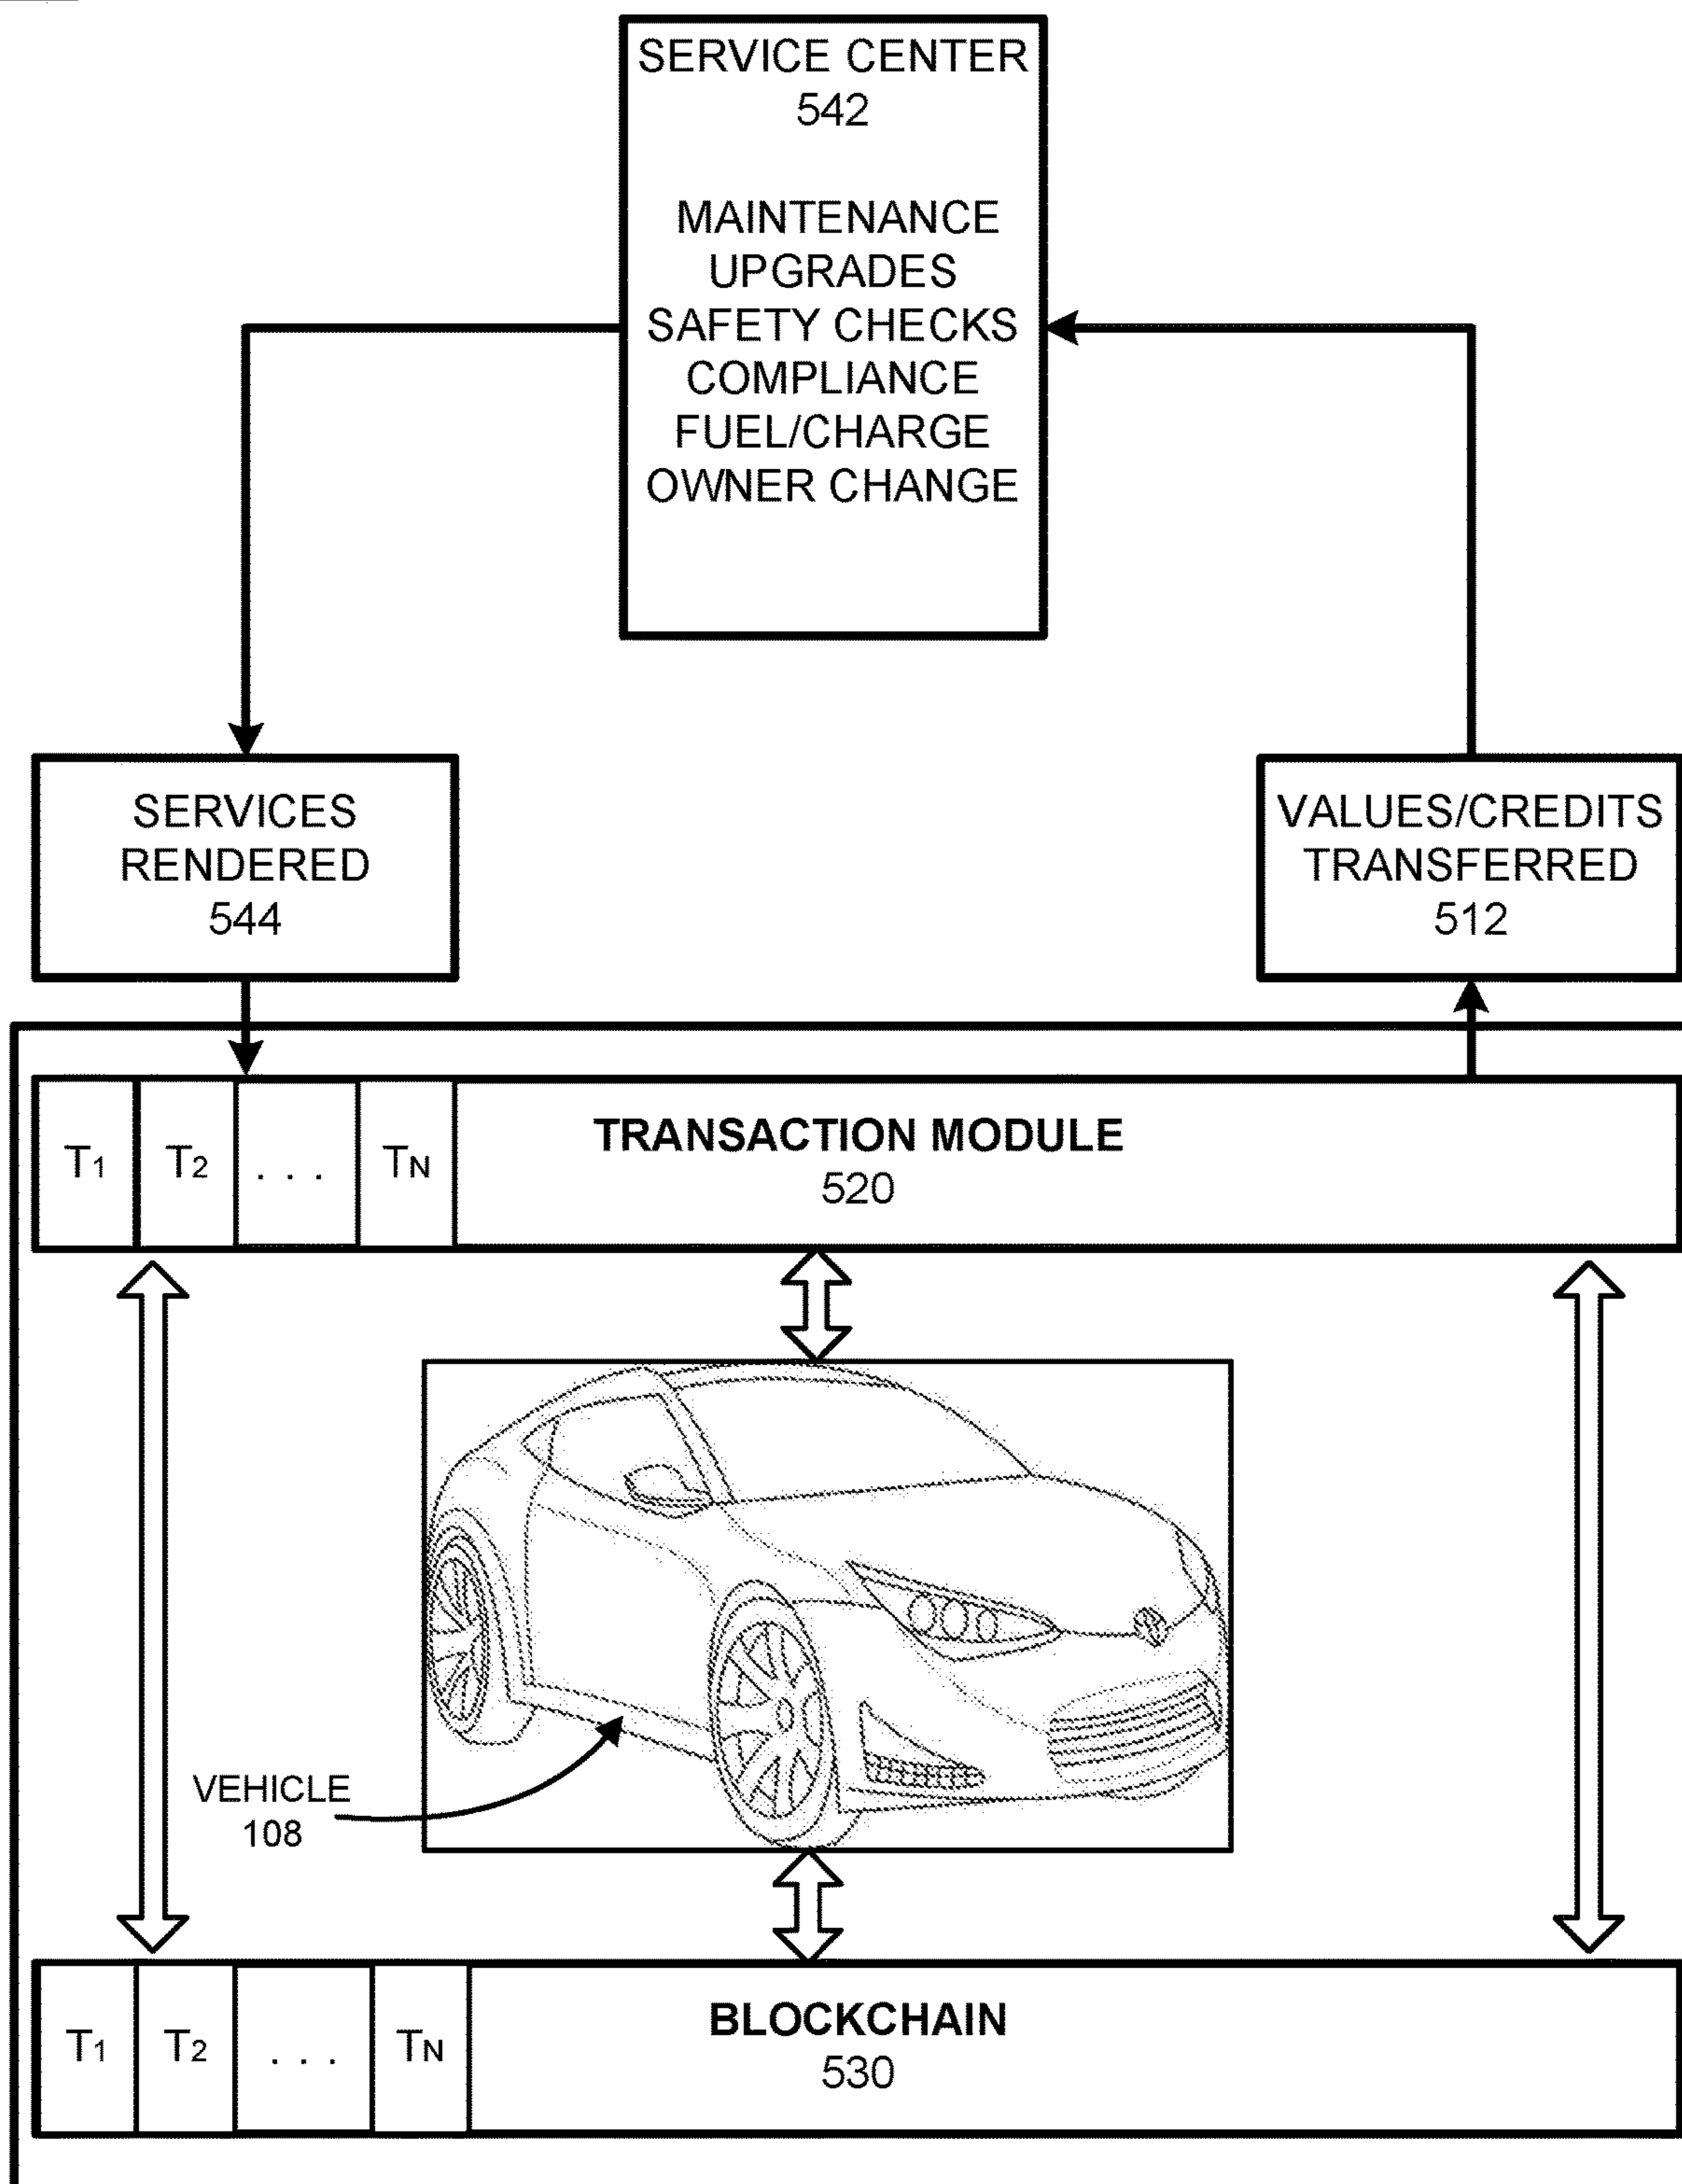 SERVICE CENTER
542
MAINTENANCE
UPGRADES
SAFETY CHECKS
COMPLIANCE
FUEL/CHARGE
OWNER CHANGE
SERVICES
RENDERED
544
VALUES/CREDITS
TRANSFERRED
512
T1 T2 . . . TN
TRANSACTION MODULE
520
VEHICLE
108
T1 T2 . . . TN
BLOCKCHAIN
530